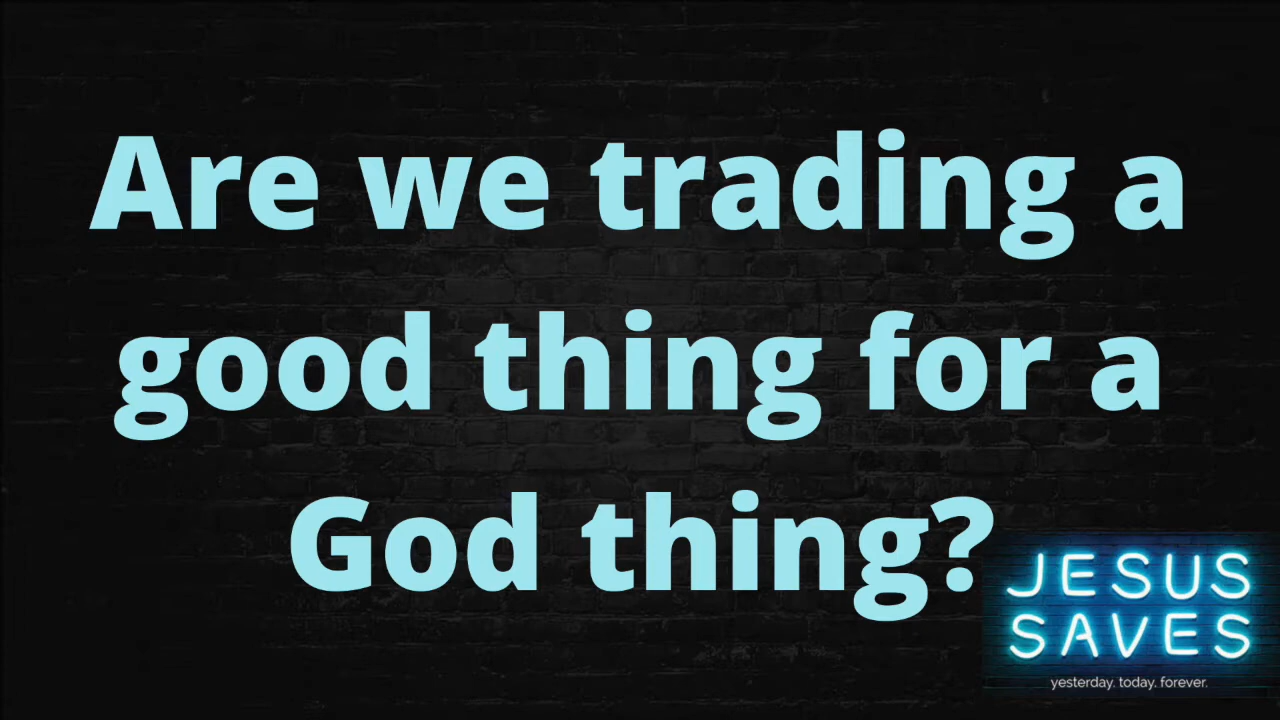 Are we trading a
good thing for a
God thing?
JESUS
SAVES
yesterday. today. forever.